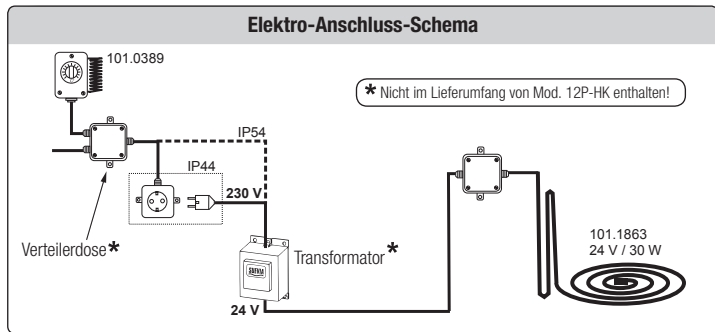 Elektro-Anschluss-Schema
101.0389
* Nicht im Lieferumfang von Mod. 12P-HK enthalten!
IP54
IP44
230 V
Verteilerdose*
Transformator*
SUEVIA
24 V
101.1863
24 V / 30 W